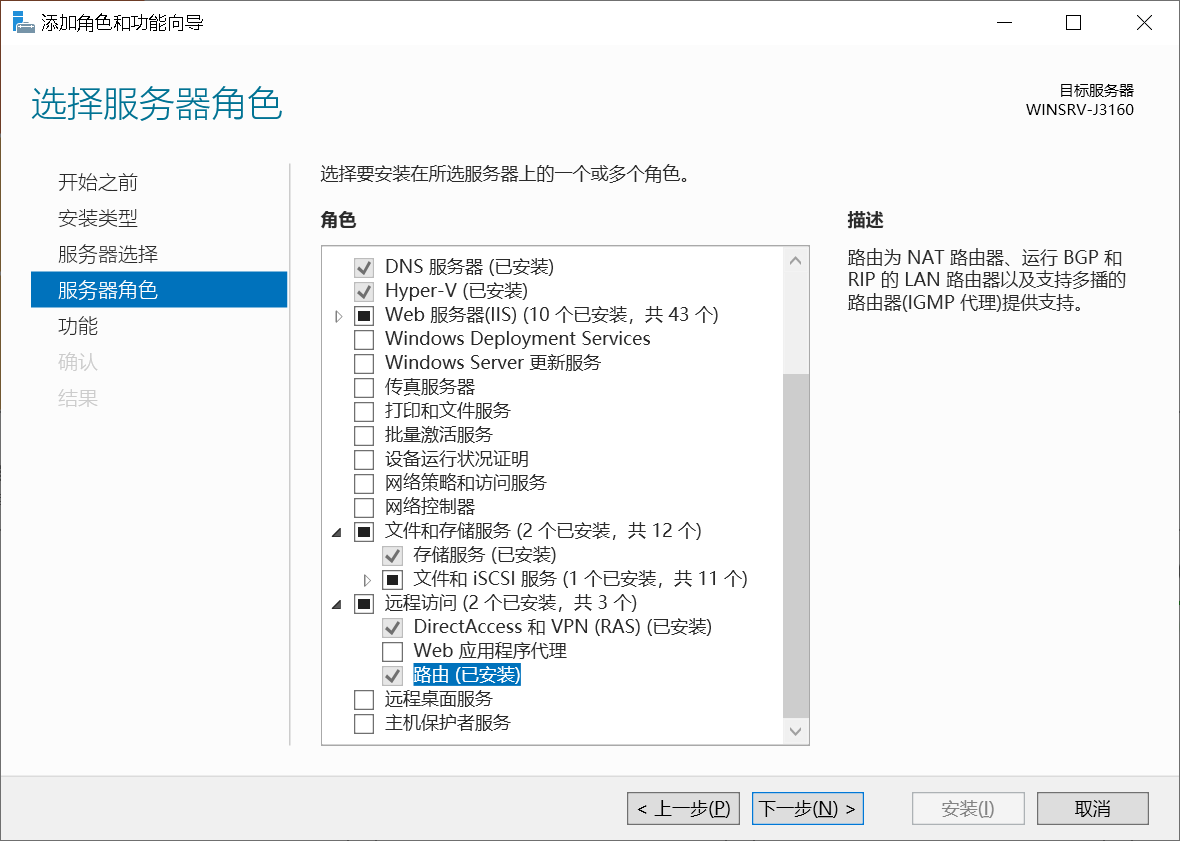 添加角色和功能向导
选择服务器角色
目标服务器
WINSRV-J3160
开始之前
安装类型
服务器选择
服务器角色
功能
确认
结果
选择要安装在所选服务器上的一个或多个角色。
角色
DNS 服务器 (已安装)
Hyper-V (已安装)
Web 服务器(IIS) (10 个已安装，共 43 个)
Windows Deployment Services
Windows Server 更新服务
传真服务器
打印和文件服务
批量激活服务
设备运行状况证明
网络策略和访问服务
网络控制器
文件和存储服务 (2 个已安装，共 12 个)
存储服务 (已安装)
文件和 iSCSI 服务 (1 个已安装，共 11 个)
远程访问 (2 个已安装，共 3 个)
DirectAccess 和 VPN (RAS) (已安装)
Web 应用程序代理
路由 (已安装)
远程桌面服务
主机保护者服务
描述
路由为 NAT 路由器、运行 BGP 和
RIP 的 LAN 路由器以及支持多播的
路由器(IGMP 代理)提供支持。
< 上一步(P)
下一步(N) >
安装(I)
取消